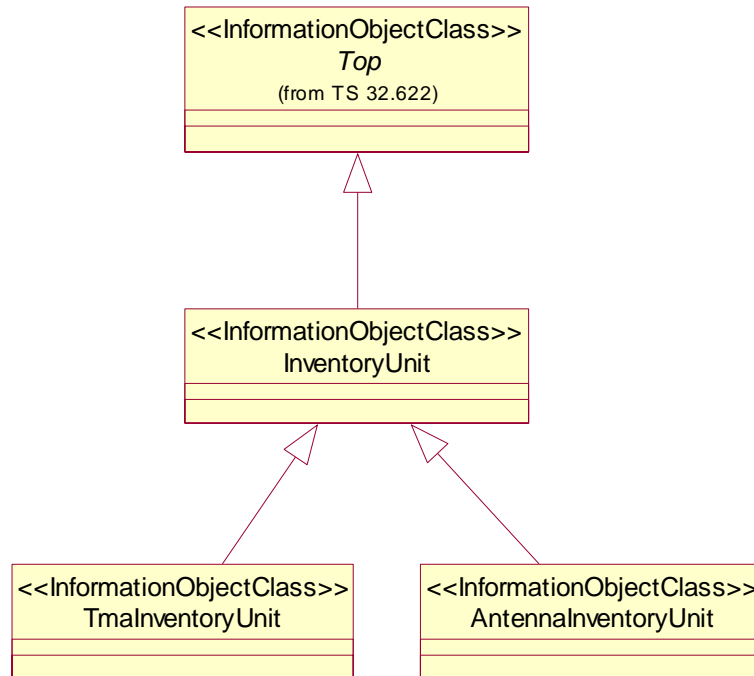 <<InformationObjectClass>>
Top
(from TS 32.622)
<<InformationObjectClass>>
InventoryUnit
<<InformationObjectClass>>
TmaInventoryUnit
<<InformationObjectClass>>
AntennaInventoryUnit